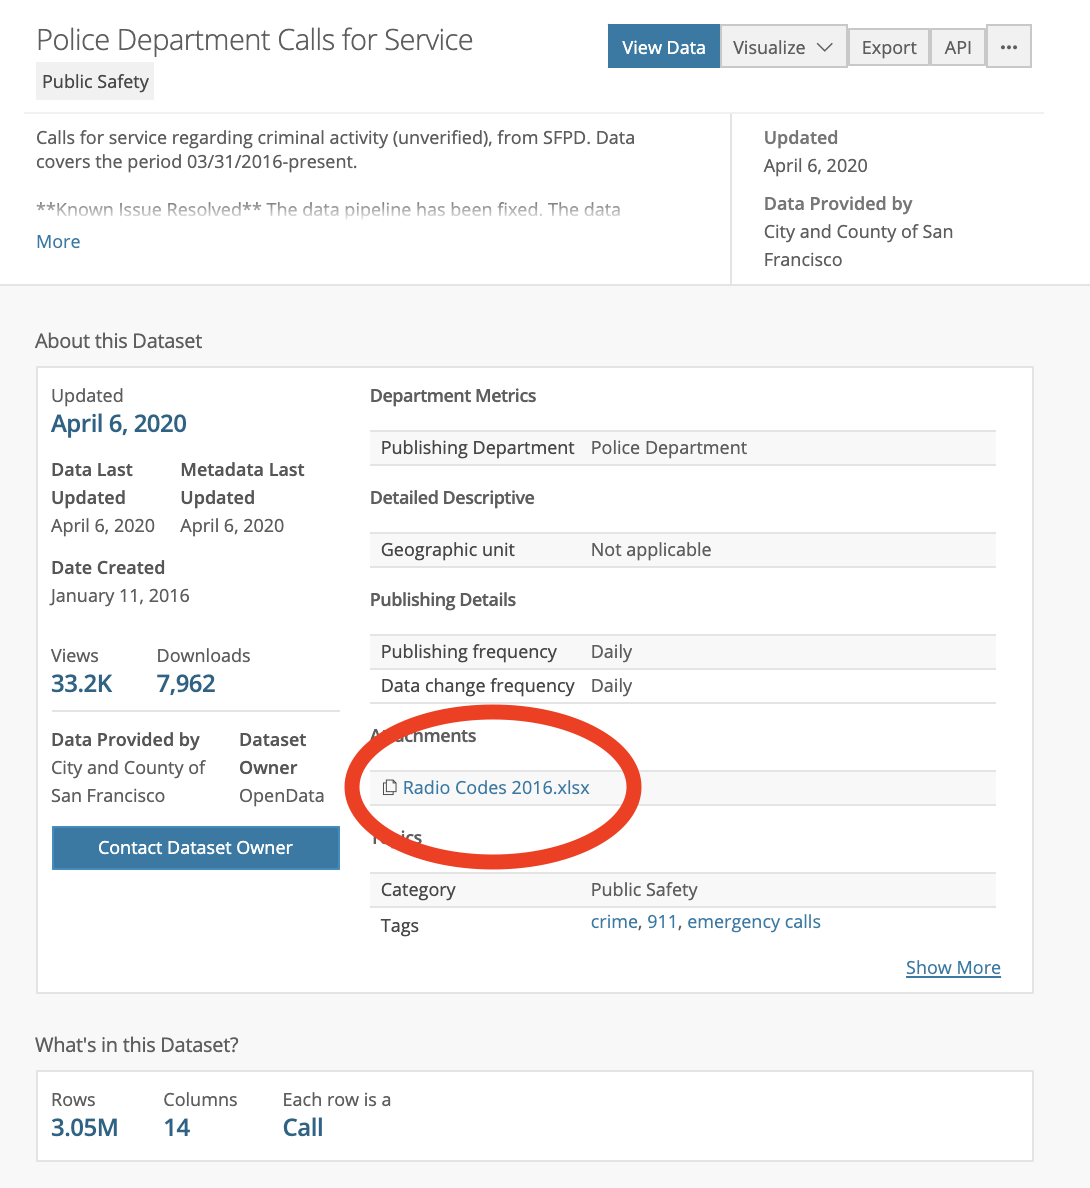 Police Department Calls for Service
View Data
Visualize
Export
API
Public Safety
Calls for service regarding criminal activity (unverified), from SFPD. Data
covers the period 03/31/2016-present.
**Known Issue Resolved** The data pipeline has been fixed. The data
More
Updated
April 6, 2020
Data Provided by
City and County of San
Francisco
About this Dataset
Updated
April 6, 2020
Data Last
Updated
April 6, 2020
Metadata Last
Updated
April 6, 2020
Date Created
January 11, 2016
Views
33.2K
Downloads
7,962
Data Provided by
City and County of
San Francisco
Dataset
Owner
OpenData
Contact Dataset Owner
Department Metrics
Publishing Department Police Department
Detailed Descriptive
Geographic unit Not applicable
Publishing Details
Publishing frequency Daily
Data change frequency Daily
Attachments
Radio Codes 2016.xlsx
Topics
Category Public Safety
Tags crime, 911, emergency calls
Show More
What's in this Dataset?
Rows
3.05M
Columns
14
Each row is a
Call